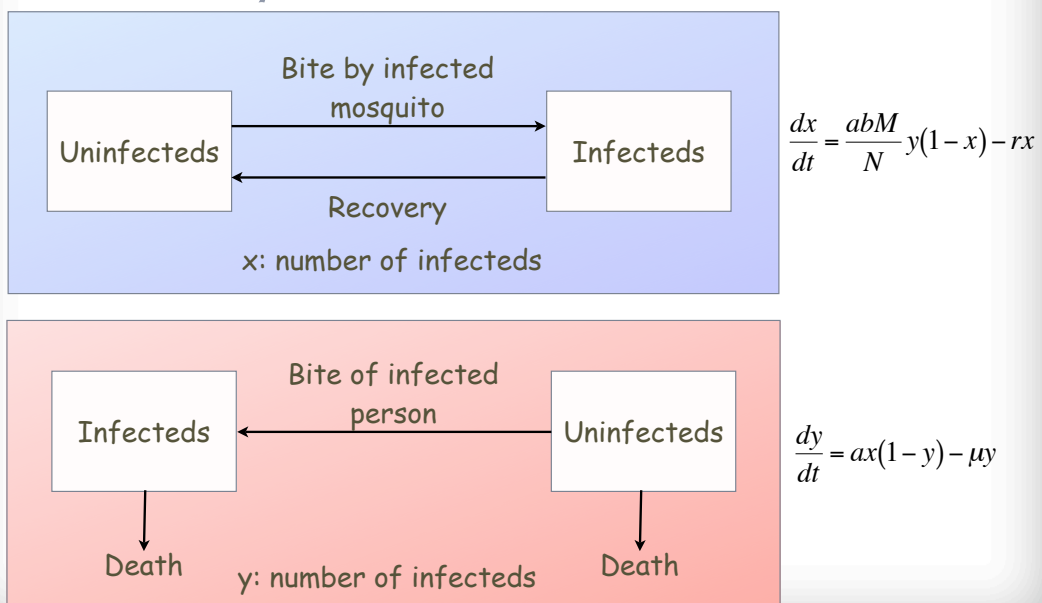 Bite by infected
mosquito
Uninfecteds
Infecteds
Recovery
x: number of infecteds
dx/dt = abM/N y(1 − x) − rx
Bite of infected
person
Infecteds
Uninfecteds
Death
Death
y: number of infecteds
dy/dt = ax(1 − y) − μy